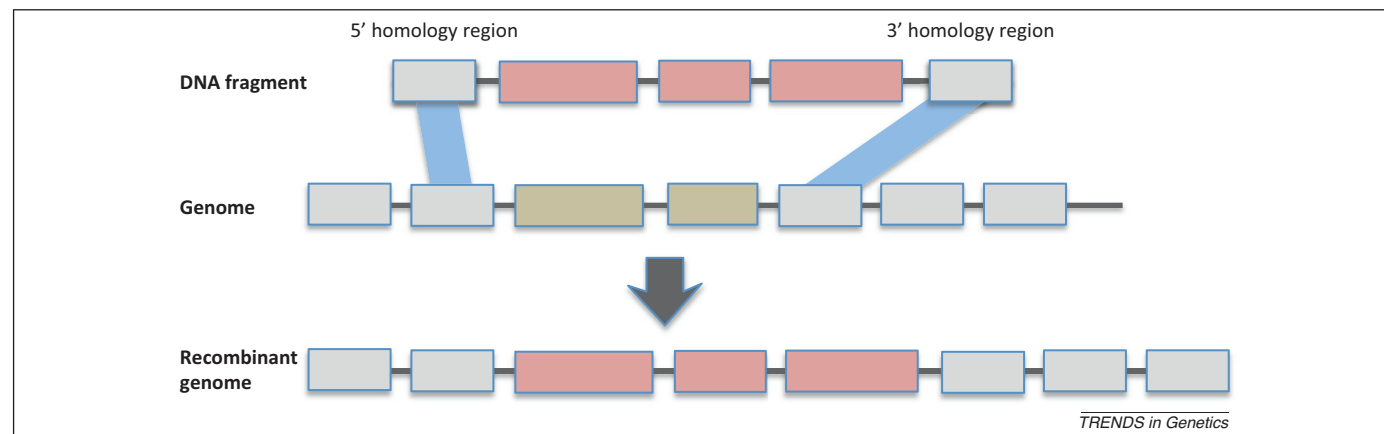 5’ homology region
3’ homology region
DNA fragment
Genome
Recombinant
genome
TRENDS in Genetics